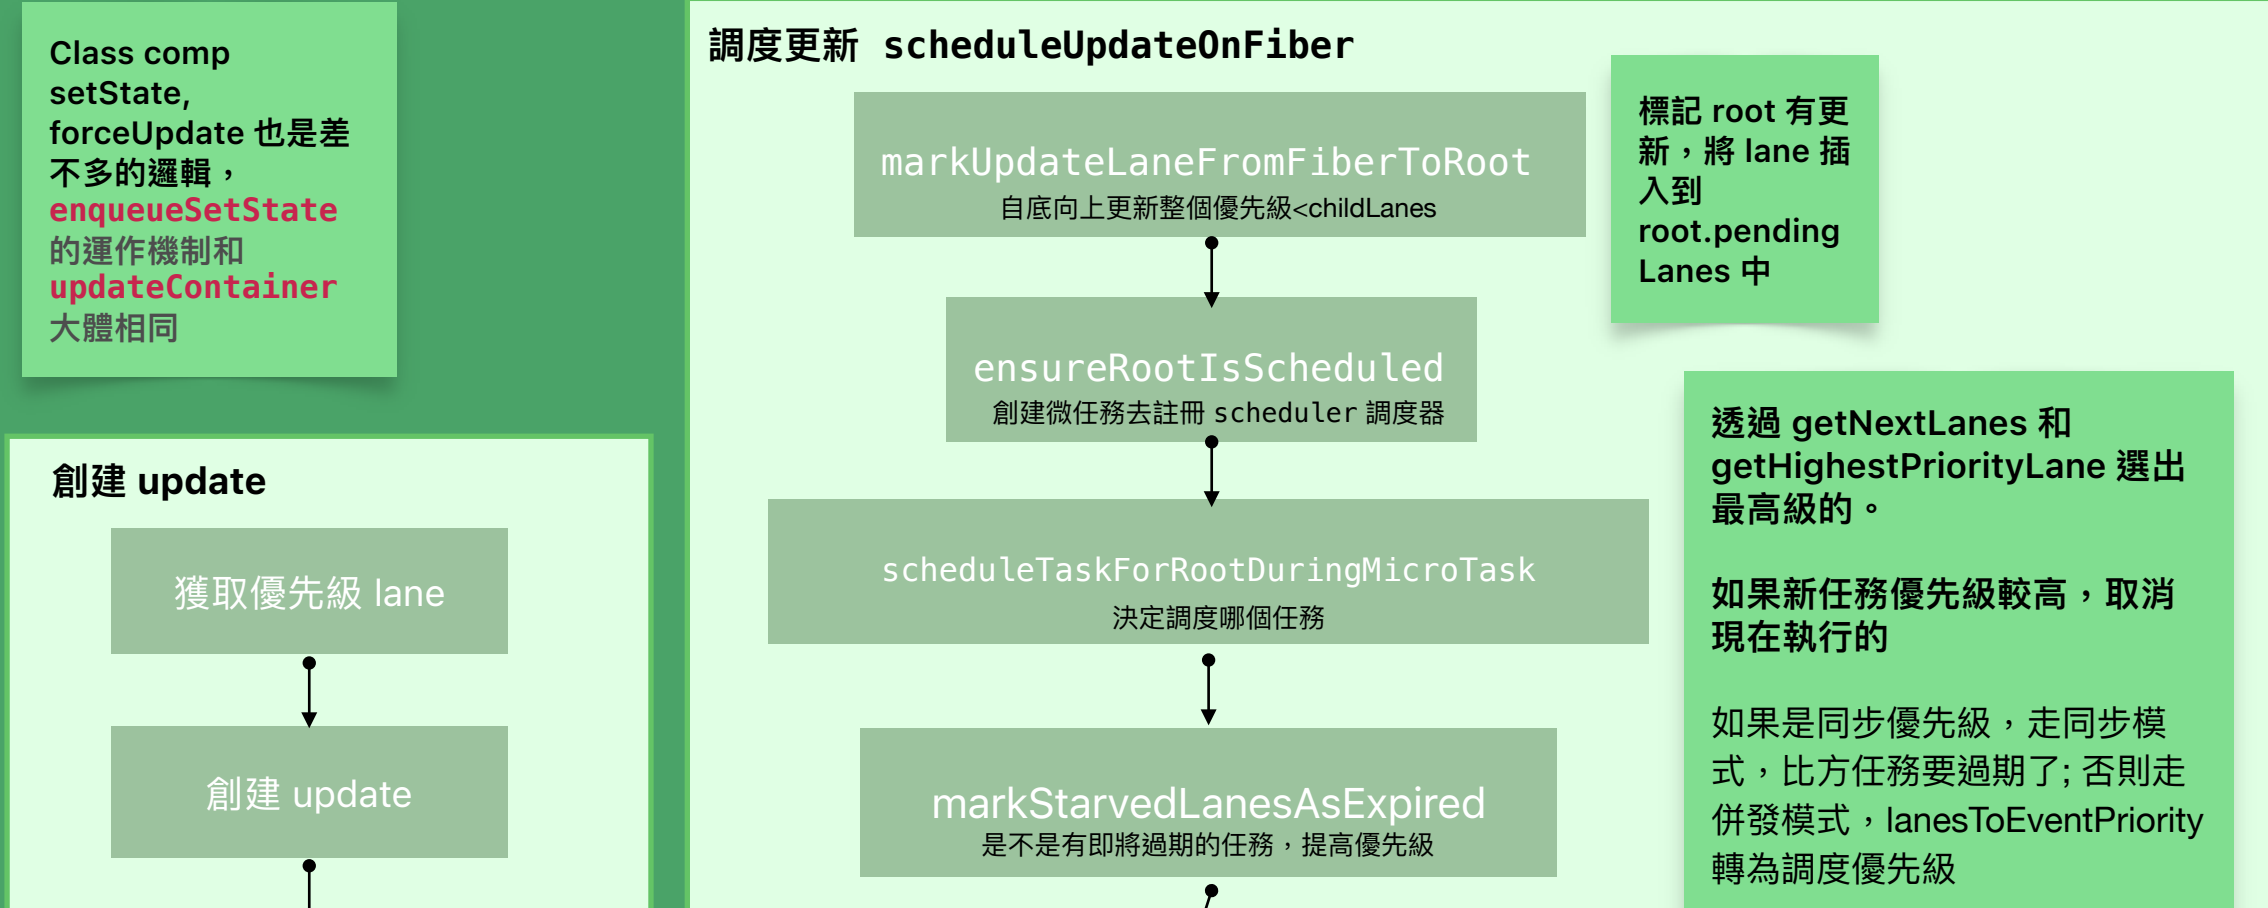 Class comp
setState,
forceUpdate 也是差
不多的邏輯，
enqueueSetState
的運作機制和
updateContainer
大體相同
創建 update
獲取優先級 lane
創建 update
調度更新 scheduleUpdateOnFiber
markUpdateLaneFromFiberToRoot
自底向上更新整個優先級<childLanes
ensureRootIsScheduled
創建微任務去註冊 scheduler 調度器
scheduleTaskForRootDuringMicroTask
決定調度哪個任務
markStarvedLanesAsExpired
是不是有即將過期的任務，提高優先級
標記 root 有更
新，將 lane 插
入到
root.pending
Lanes 中
透過 getNextLanes 和
getHighestPriorityLane 選出
最高級的。
如果新任務優先級較高，取消
現在執行的
如果是同步優先級，走同步模
式，比方任務要過期了; 否則走
併發模式，lanesToEventPriority
轉為調度優先級